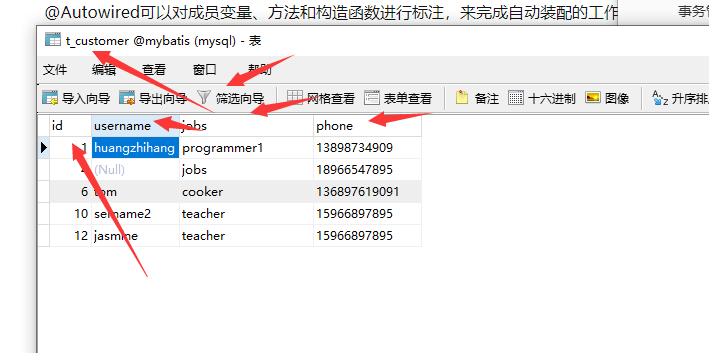 @Autowired可以对成员变量、方法和构造函数进行标注，来完成自动装配的工作
事务管
t_customer @mybatis (mysql) - 表
文件 编辑 查看 窗口 帮助
导入向导 导出向导 筛选向导 网格查看 表单查看 备注 十六进制 图像 升序排
id username jobs phone
1 huangzhihang programmer1 13898734909
(Null) jobs 18966547895
6 tom cooker 136897619091
10 sername2 teacher 15966897895
12 jasmine teacher 15966897895